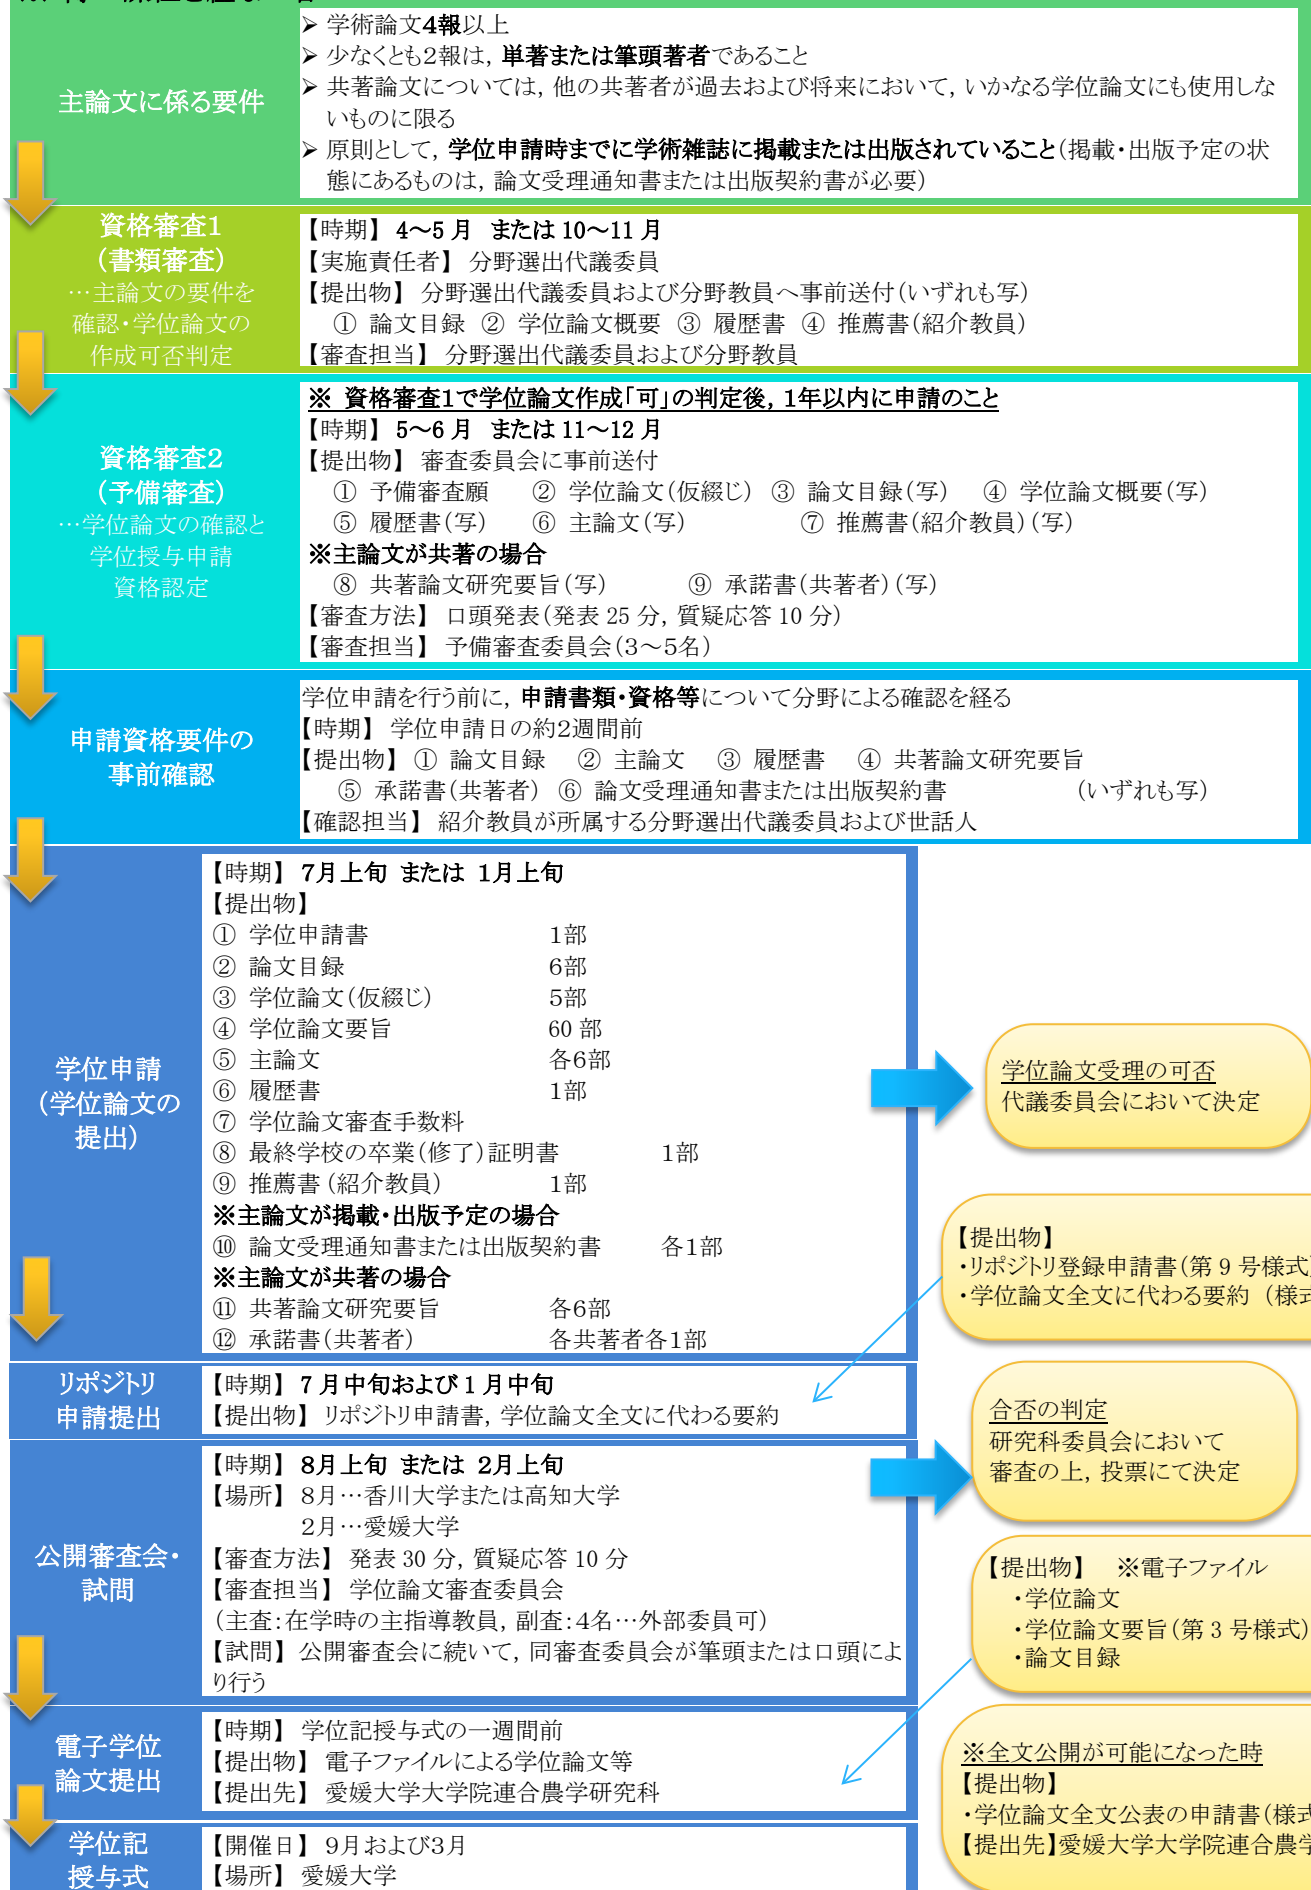 主論文に係る要件
➢ 学術論文4報以上
➢ 少なくとも2報は，単著または筆頭著者であること
➢ 共著論文については，他の共著者が過去および将来において，いかなる学位論文にも使用しな
いものに限る
➢ 原則として，学位申請時までに学術雑誌に掲載または出版されていること（掲載・出版予定の状
態にあるものは，論文受理通知書または出版契約書が必要）
資格審査1
（書類審査）
…主論文の要件を
確認・学位論文の
作成可否判定
【時期】 4～5 月 または 10～11 月
【実施責任者】 分野選出代議委員
【提出物】 分野選出代議委員および分野教員へ事前送付（いずれも写）
① 論文目録 ② 学位論文概要 ③ 履歴書 ④ 推薦書（紹介教員）
【審査担当】 分野選出代議委員および分野教員
資格審査2
（予備審査）
…学位論文の確認と
学位授与申請
資格認定
※ 資格審査1で学位論文作成「可」の判定後，1年以内に申請のこと
【時期】 5～6 月 または 11～12 月
【提出物】 審査委員会に事前送付
① 予備審査願 ② 学位論文（仮綴じ） ③ 論文目録（写） ④ 学位論文概要（写）
⑤ 履歴書（写） ⑥ 主論文（写） ⑦ 推薦書（紹介教員）（写）
※主論文が共著の場合
⑧ 共著論文研究要旨（写） ⑨ 承諾書（共著者）（写）
【審査方法】 口頭発表（発表 25 分，質疑応答 10 分）
【審査担当】 予備審査委員会（3～5名）
申請資格要件の
事前確認
学位申請を行う前に，申請書類・資格等について分野による確認を経る
【時期】 学位申請日の約2週間前
【提出物】 ① 論文目録 ② 主論文 ③ 履歴書 ④ 共著論文研究要旨
⑤ 承諾書（共著者） ⑥ 論文受理通知書または出版契約書 （いずれも写）
【確認担当】 紹介教員が所属する分野選出代議委員および世話人
学位申請
（学位論文の
提出）
【時期】 7月上旬 または 1月上旬
【提出物】
① 学位申請書 1部
② 論文目録 6部
③ 学位論文（仮綴じ） 5部
④ 学位論文要旨 60 部
⑤ 主論文 各6部
⑥ 履歴書 1部
⑦ 学位論文審査手数料
⑧ 最終学校の卒業（修了）証明書 1部
⑨ 推薦書（紹介教員） 1部
※主論文が掲載・出版予定の場合
⑩ 論文受理通知書または出版契約書 各1部
※主論文が共著の場合
⑪ 共著論文研究要旨 各6部
⑫ 承諾書（共著者） 各共著者各1部
学位論文受理の可否
代議委員会において決定
【提出物】
・リポジトリ登録申請書（第 9 号様式）
・学位論文全文に代わる要約 （様式
リポジトリ
申請提出
【時期】 7 月中旬および 1 月中旬
【提出物】 リポジトリ申請書，学位論文全文に代わる要約
合否の判定
研究科委員会において
審査の上，投票にて決定
公開審査会・
試問
【時期】 8月上旬 または 2月上旬
【場所】 8月…香川大学または高知大学
2月…愛媛大学
【審査方法】 発表 30 分，質疑応答 10 分
【審査担当】 学位論文審査委員会
（主査：在学時の主指導教員，副査：4名…外部委員可）
【試問】 公開審査会に続いて，同審査委員会が筆頭または口頭によ
り行う
【提出物】 ※電子ファイル
・学位論文
・学位論文要旨（第 3 号様式）
・論文目録
電子学位
論文提出
【時期】 学位記授与式の一週間前
【提出物】 電子ファイルによる学位論文等
【提出先】 愛媛大学大学院連合農学研究科
※全文公開が可能になった時
【提出物】
・学位論文全文公表の申請書（様式
【提出先】愛媛大学大学院連合農学
学位記
授与式
【開催日】 9月および3月
【場所】 愛媛大学